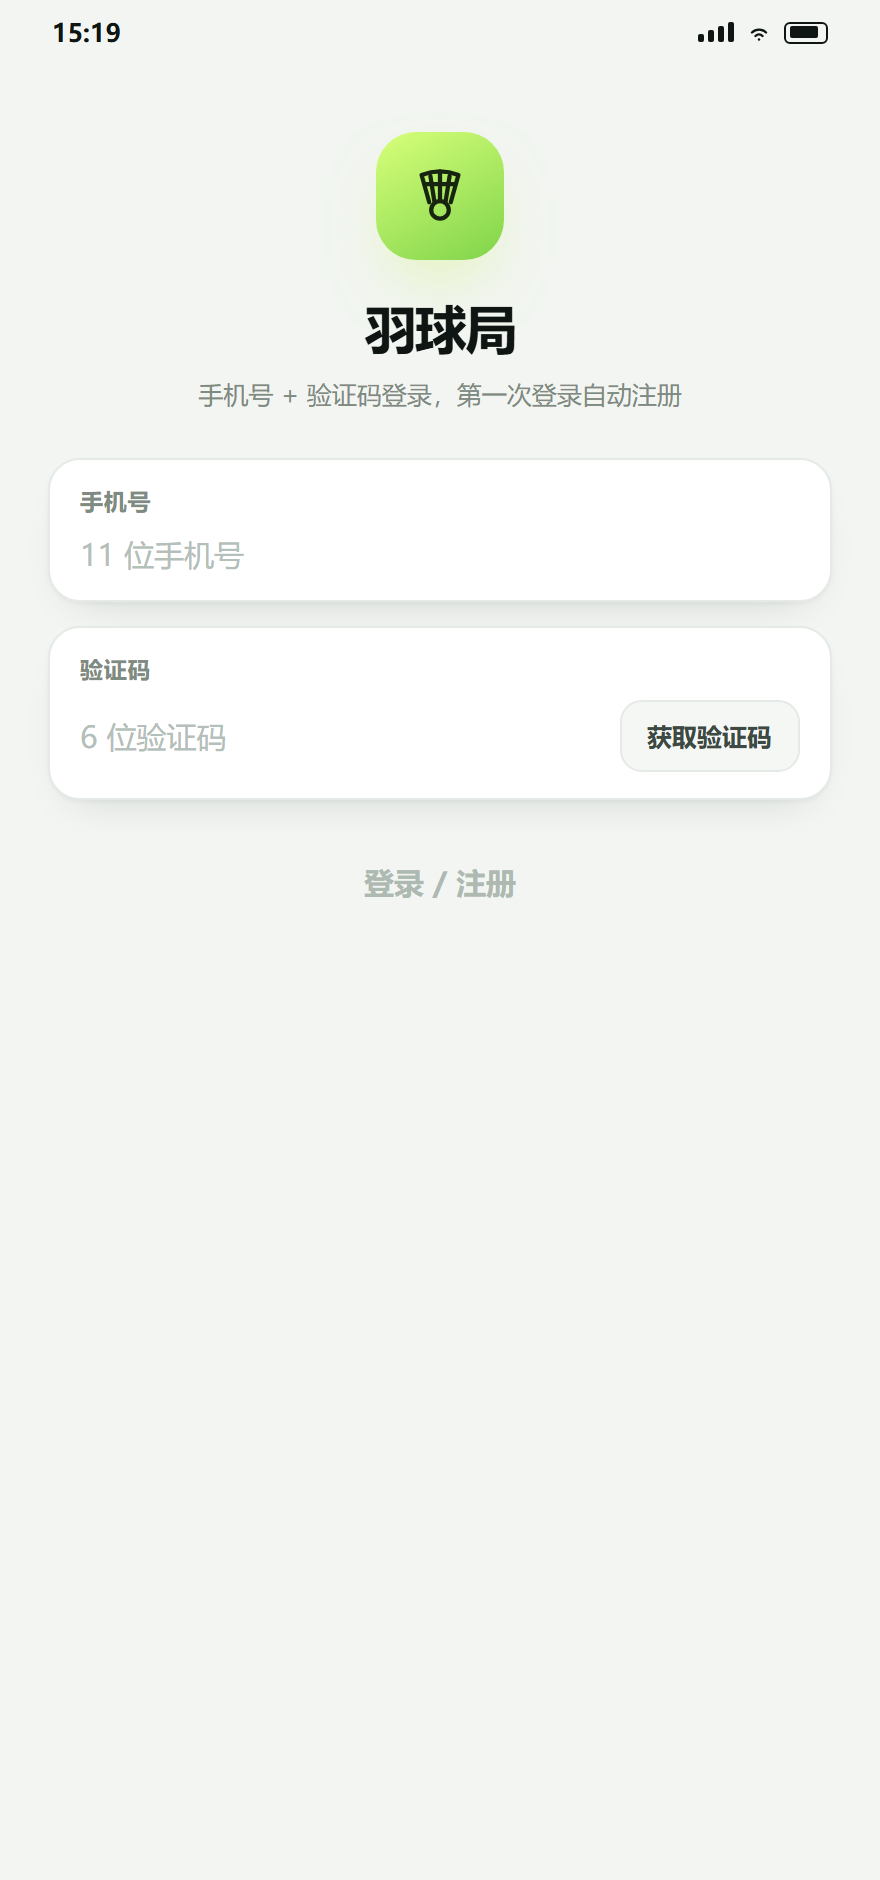 15:19
羽球局
手机号 + 验证码登录，第一次登录自动注册
手机号
11 位手机号
验证码
6 位验证码
获取验证码
登录 / 注册